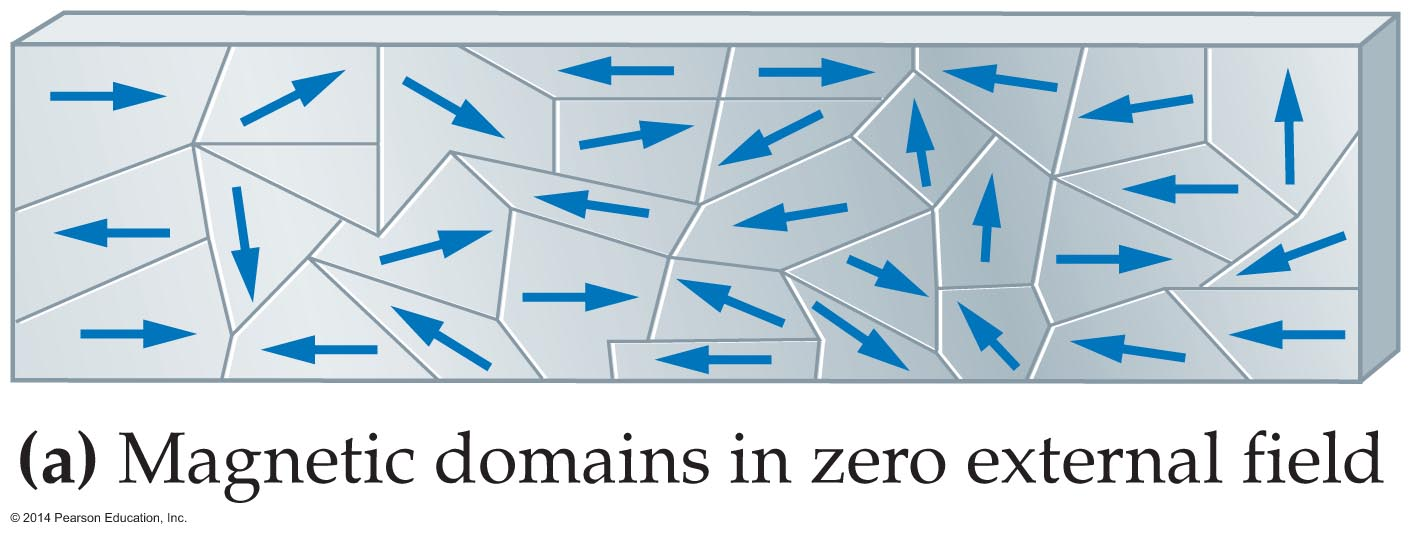 (a) Magnetic domains in zero external field
© 2014 Pearson Education, Inc.